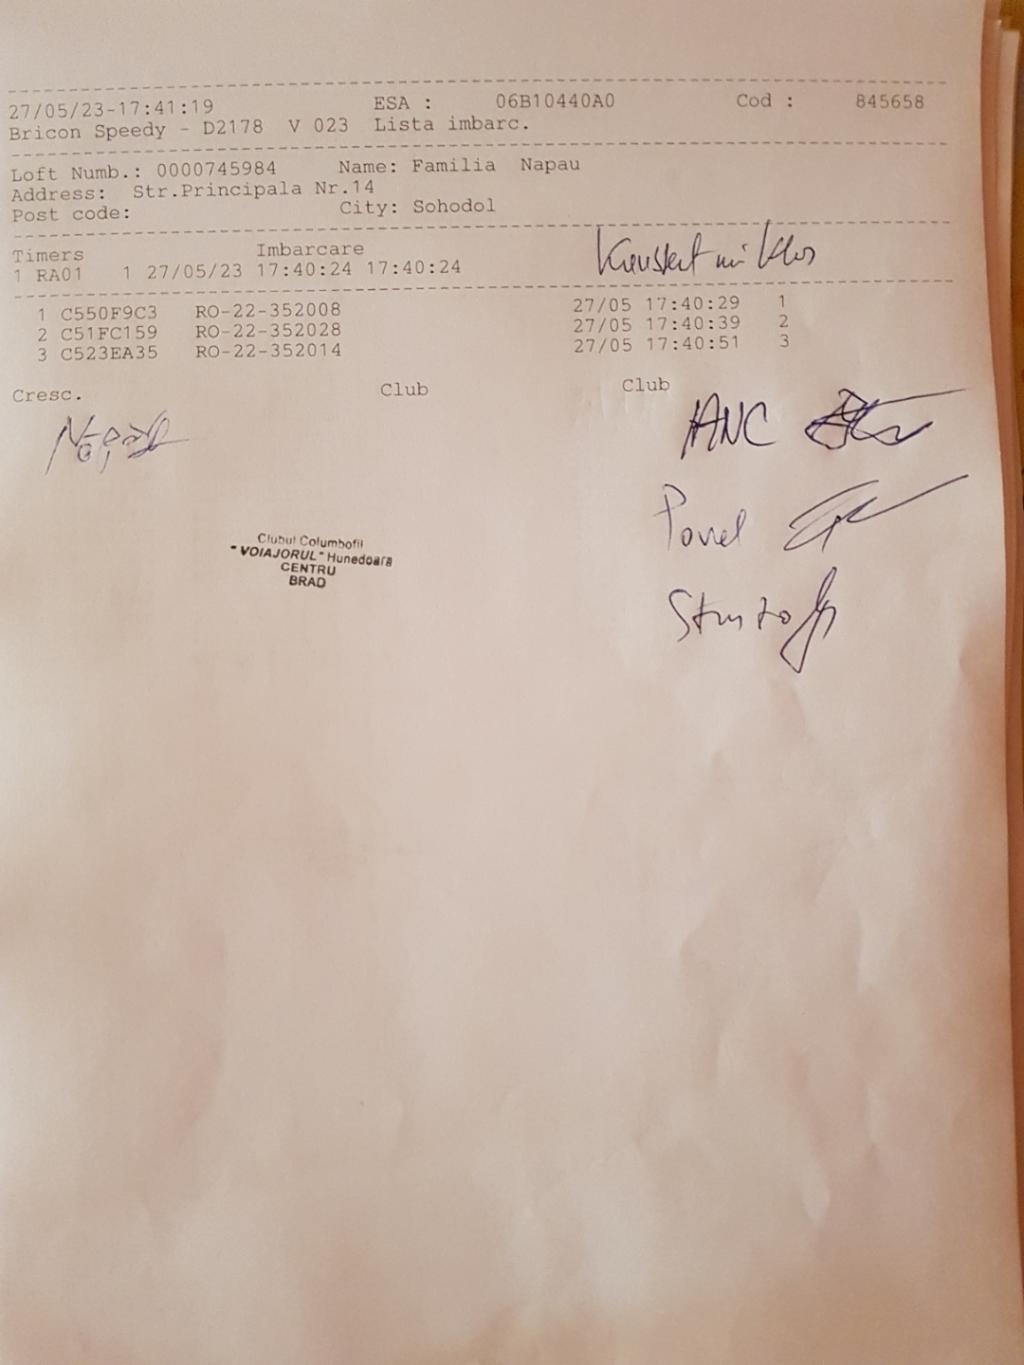 27/05/23-17:41:19 ESA : 06B10440A0 Cod : 845658
Bricon Speedy - D2178 V 023 Lista imbarc.
Loft Numb.: 0000745984 Name: Familia Napau
Address: Str.Principala Nr.14
Post code: City: Sohodol
Timers Imbarcare
1 RA01 1 27/05/23 17:40:24 17:40:24
1 C550F9C3 RO-22-352008 27/05 17:40:29 1
2 C51FC159 RO-22-352028 27/05 17:40:39 2
3 C523EA35 RO-22-352014 27/05 17:40:51 3
Cresc. Club Club
IANC
Pavel
Clubul Columbofil
"VOIAJORUL" Hunedoara
CENTRU
BRAD